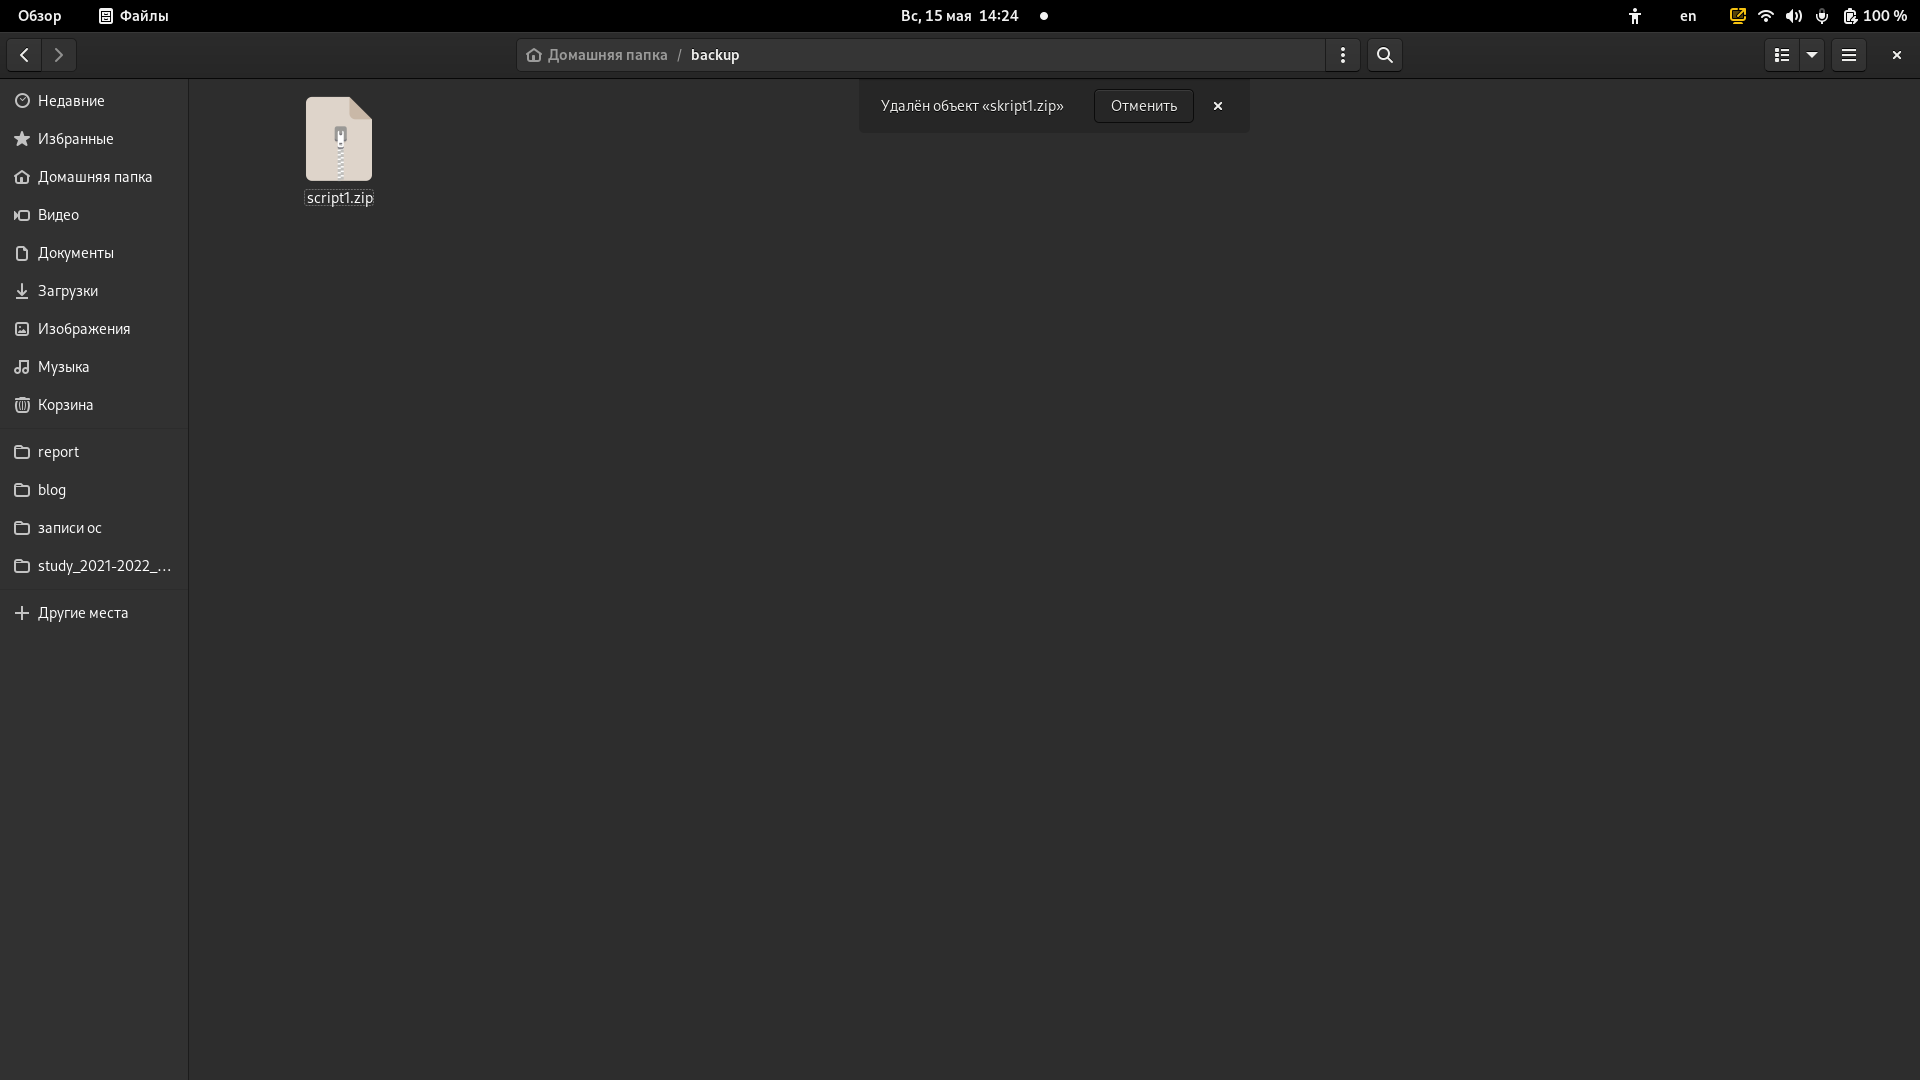 Обзор
Файлы
Вс, 15 мая 14:24
en
100 %
Домашняя папка / backup
Недавние
Избранные
Домашняя папка
Видео
Документы
Загрузки
Изображения
Музыка
Корзина
report
blog
записи ос
study_2021-2022_...
Другие места
Удалён объект «skript1.zip»
Отменить
script1.zip